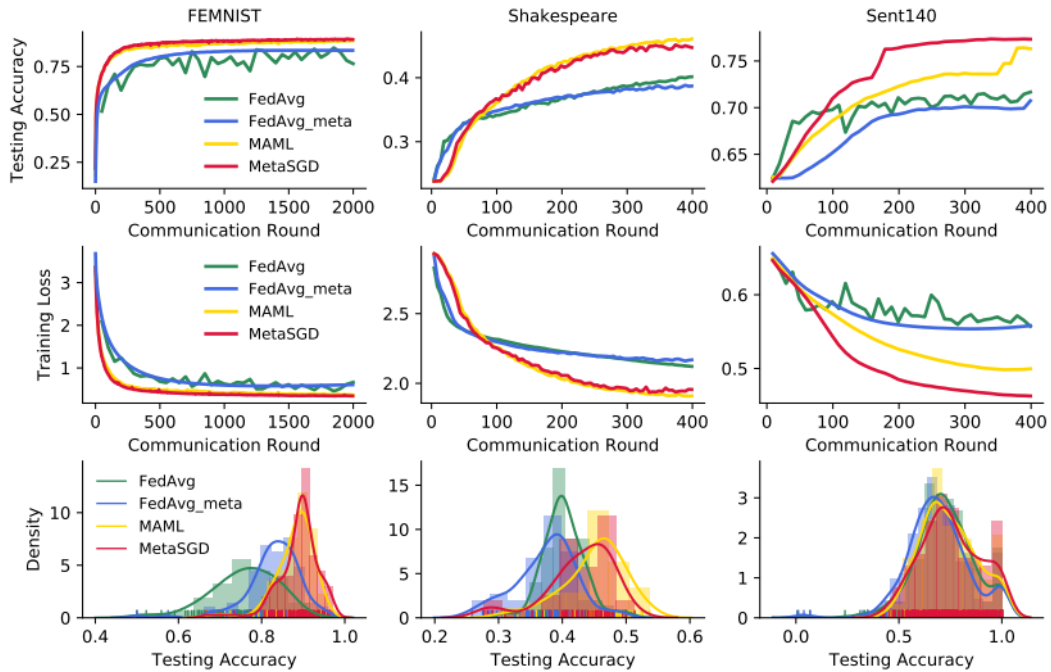 FEMNIST
Shakespeare
Sent140
Testing Accuracy
0.75
0.50
0.25
FedAvg
FedAvg_meta
MAML
MetaSGD
0 500 1000 1500 2000
Communication Round
0.4
0.3
0 100 200 300 400
Communication Round
0.75
0.70
0.65
0 100 200 300 400
Communication Round
Training Loss
3
2
1
FedAvg
FedAvg_meta
MAML
MetaSGD
0 500 1000 1500 2000
Communication Round
2.5
2.0
0 100 200 300 400
Communication Round
0.6
0.5
0 100 200 300 400
Communication Round
Density
10
5
0
FedAvg
FedAvg_meta
MAML
MetaSGD
0.4 0.6 0.8 1.0
Testing Accuracy
15
10
5
0
0.2 0.3 0.4 0.5 0.6
Testing Accuracy
3
2
1
0
0.0 0.5 1.0
Testing Accuracy